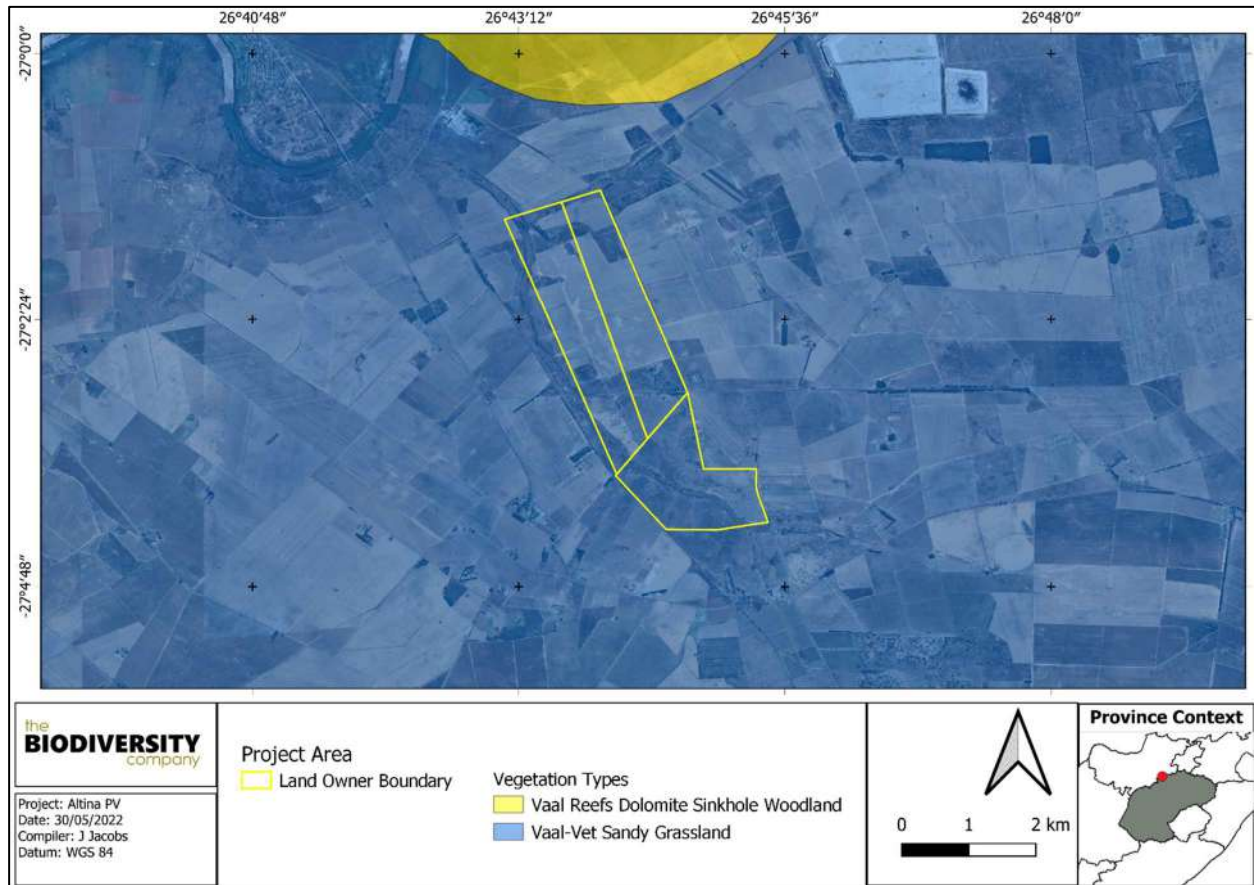 26°40′48″ 26°43′12″ 26°45′36″ 26°48′0″
-27°0′0″
-27°2′24″
-27°4′48″
the
BIODIVERSITY
company
Project: Altina PV
Date: 30/05/2022
Compiler: J Jacobs
Datum: WGS 84
Project Area
Land Owner Boundary
Vegetation Types
Vaal Reefs Dolomite Sinkhole Woodland
Vaal-Vet Sandy Grassland
0 1 2 km
Province Context